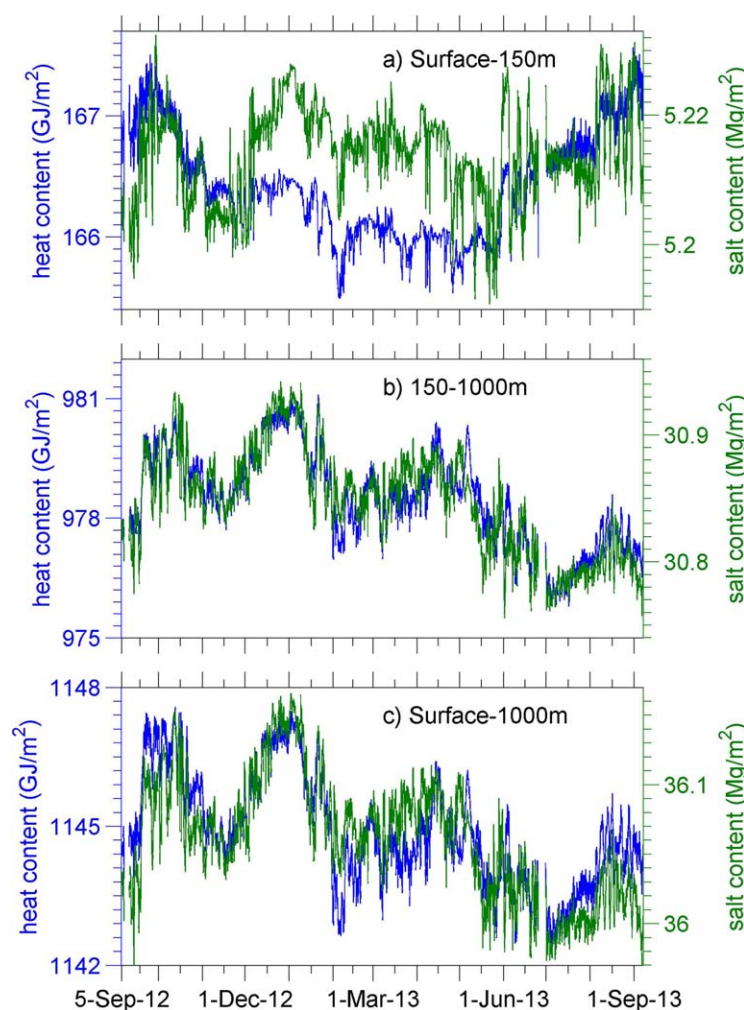 a) Surface-150m
heat content (GJ/m²)
167
166
5.22
5.2
salt content (Mg/m²)
b) 150-1000m
heat content (GJ/m²)
981
978
975
30.9
30.8
salt content (Mg/m²)
c) Surface-1000m
heat content (GJ/m²)
1148
1145
1142
36.1
36
salt content (Mg/m²)
5-Sep-12 1-Dec-12 1-Mar-13 1-Jun-13 1-Sep-13